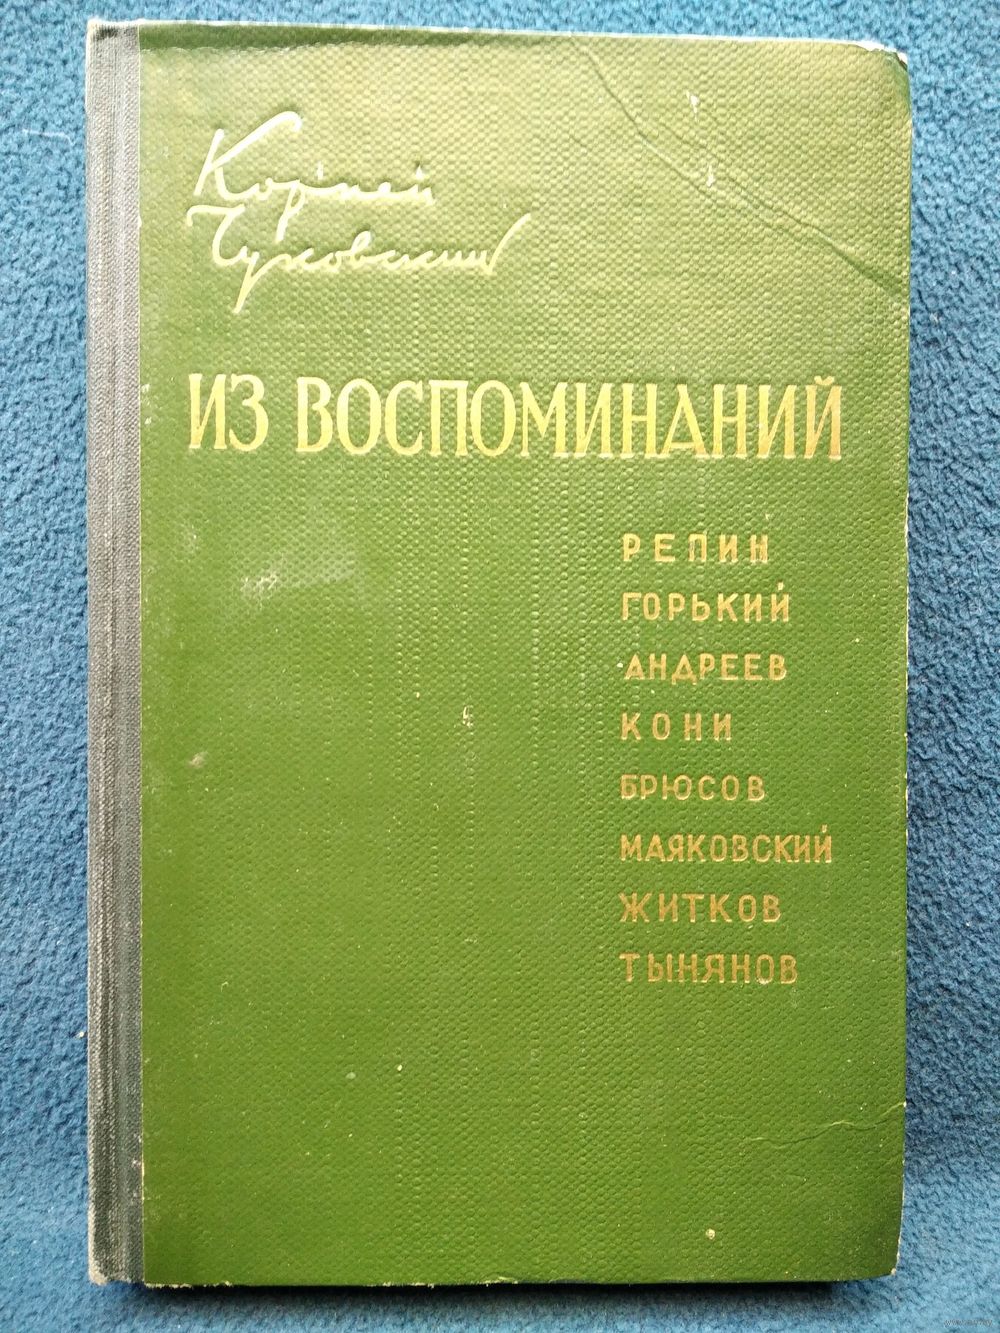 Корней
Чуковский
ИЗ ВОСПОМИНАНИЙ
РЕПИН
ГОРЬКИЙ
АНДРЕЕВ
КОНИ
БРЮСОВ
МАЯКОВСКИЙ
ЖИТКОВ
ТЫНЯНОВ